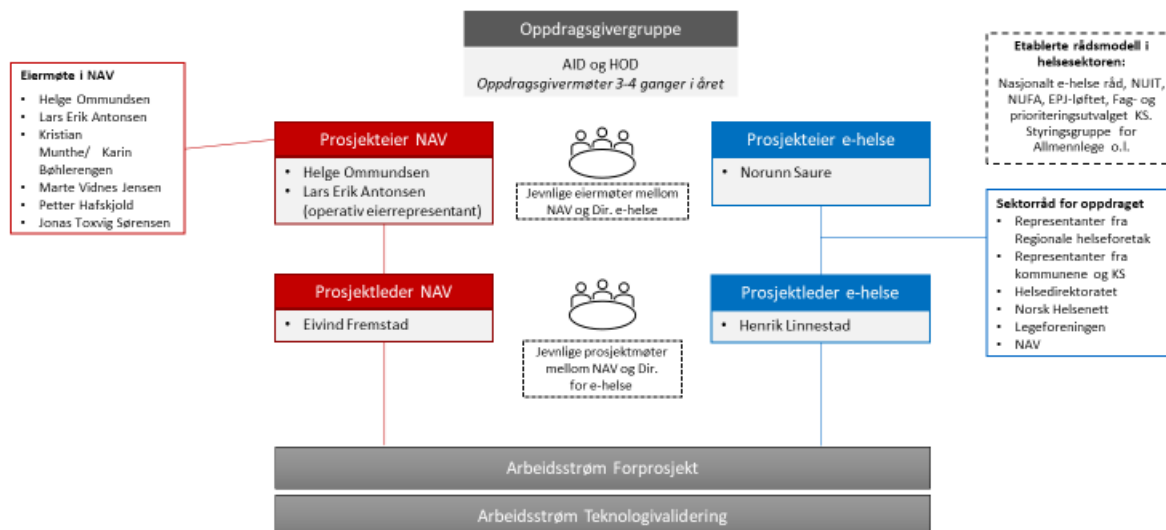 Oppdragsgivergruppe
AID og HOD
Oppdragsgivermøter 3-4 ganger i året
Eiermøte i NAV
• Helge Ommundsen
• Lars Erik Antonsen
• Kristian
Munthe/ Karin
Bøhlerengen
• Marte Vidnes Jensen
• Petter Hafskjold
• Jonas Toxvig Sørensen
Prosjekteier NAV
• Helge Ommundsen
• Lars Erik Antonsen
(operativ eierrepresentant)
Jevnlige eiermøter mellom
NAV og Dir. e-helse
Prosjekteier e-helse
• Norunn Saure
Etablerte rådsmodell i
helsesektoren:
Nasjonalt e-helse råd, NUIT,
NUFA, EPJ-løftet, Fag- og
prioriteringsutvalget KS.
Styringsgruppe for
Allmennlege o.l.
Sektorråd for oppdraget
• Representanter fra
Regionale helseforetak
• Representanter fra
kommunene og KS
• Helsedirektoratet
• Norsk Helsenett
• Legeforeningen
• NAV
Prosjektleder NAV
• Eivind Fremstad
Jevnlige prosjektmøter
mellom NAV og Dir.
for e-helse
Prosjektleder e-helse
• Henrik Linnestad
Arbeidsstrøm Forprosjekt
Arbeidsstrøm Teknologivalidering